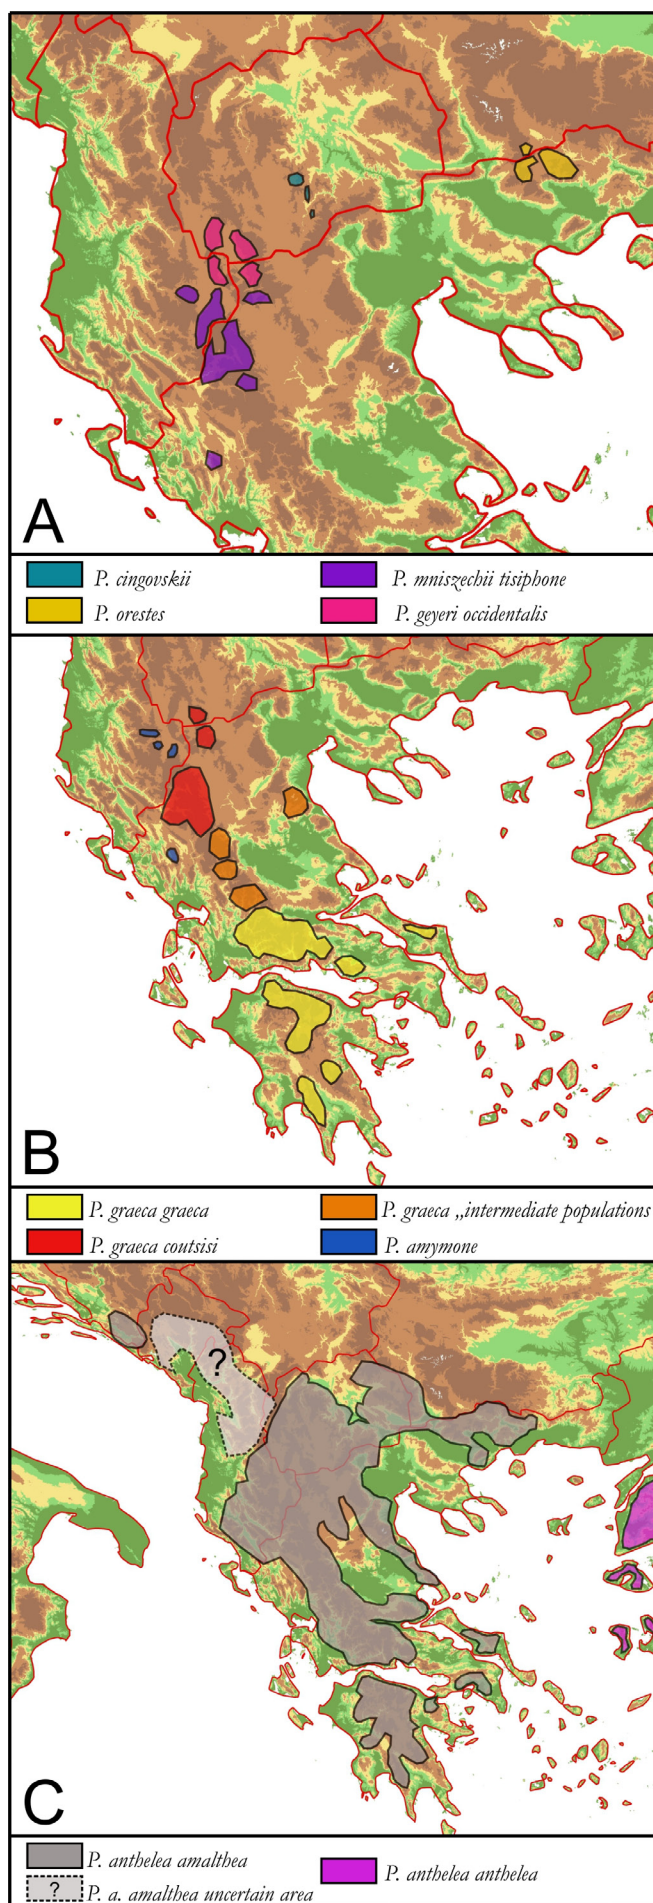 A
P. cingovskii
P. mniszechii tisiphone
P. orestes
P. geyeri occidentalis
B
P. graeca graeca
P. graeca „intermediate populations
P. graeca coutsisi
P. amymone
?
C
P. anthelea amalthea
P. anthelea anthelea
?
P. a. amalthea uncertain area